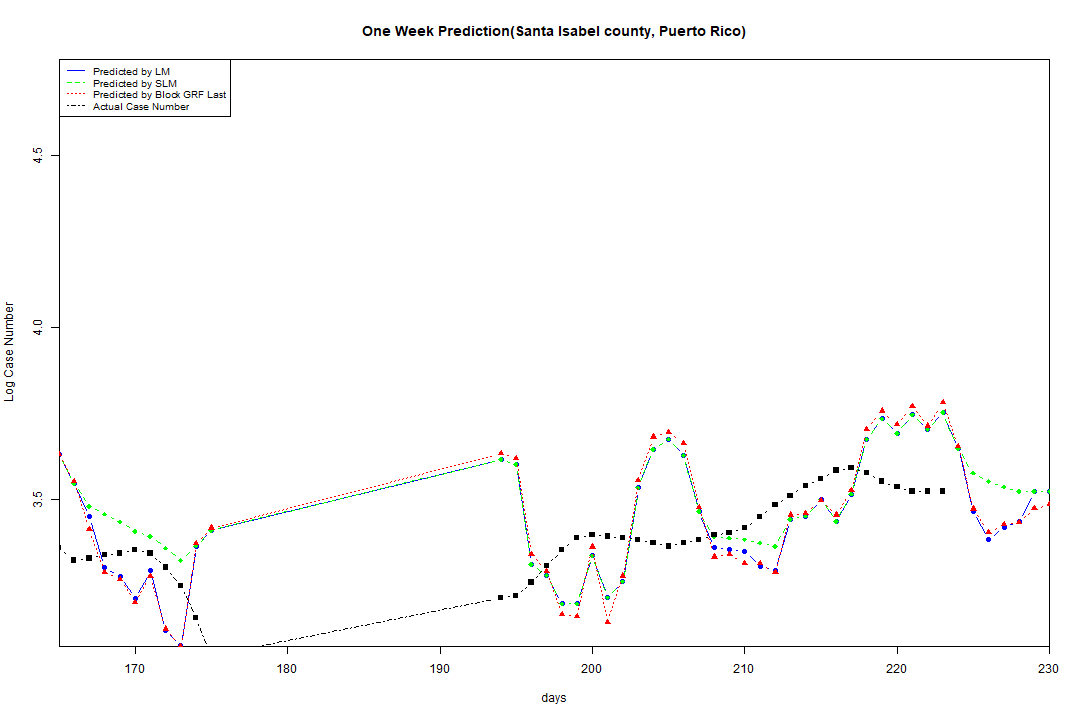 One Week Prediction(Santa Isabel county, Puerto Rico)
Predicted by LM
Predicted by SLM
Predicted by Block GRF Last
Actual Case Number
Log Case Number
4.5
4.0
3.5
170 180 190 200 210 220 230
days